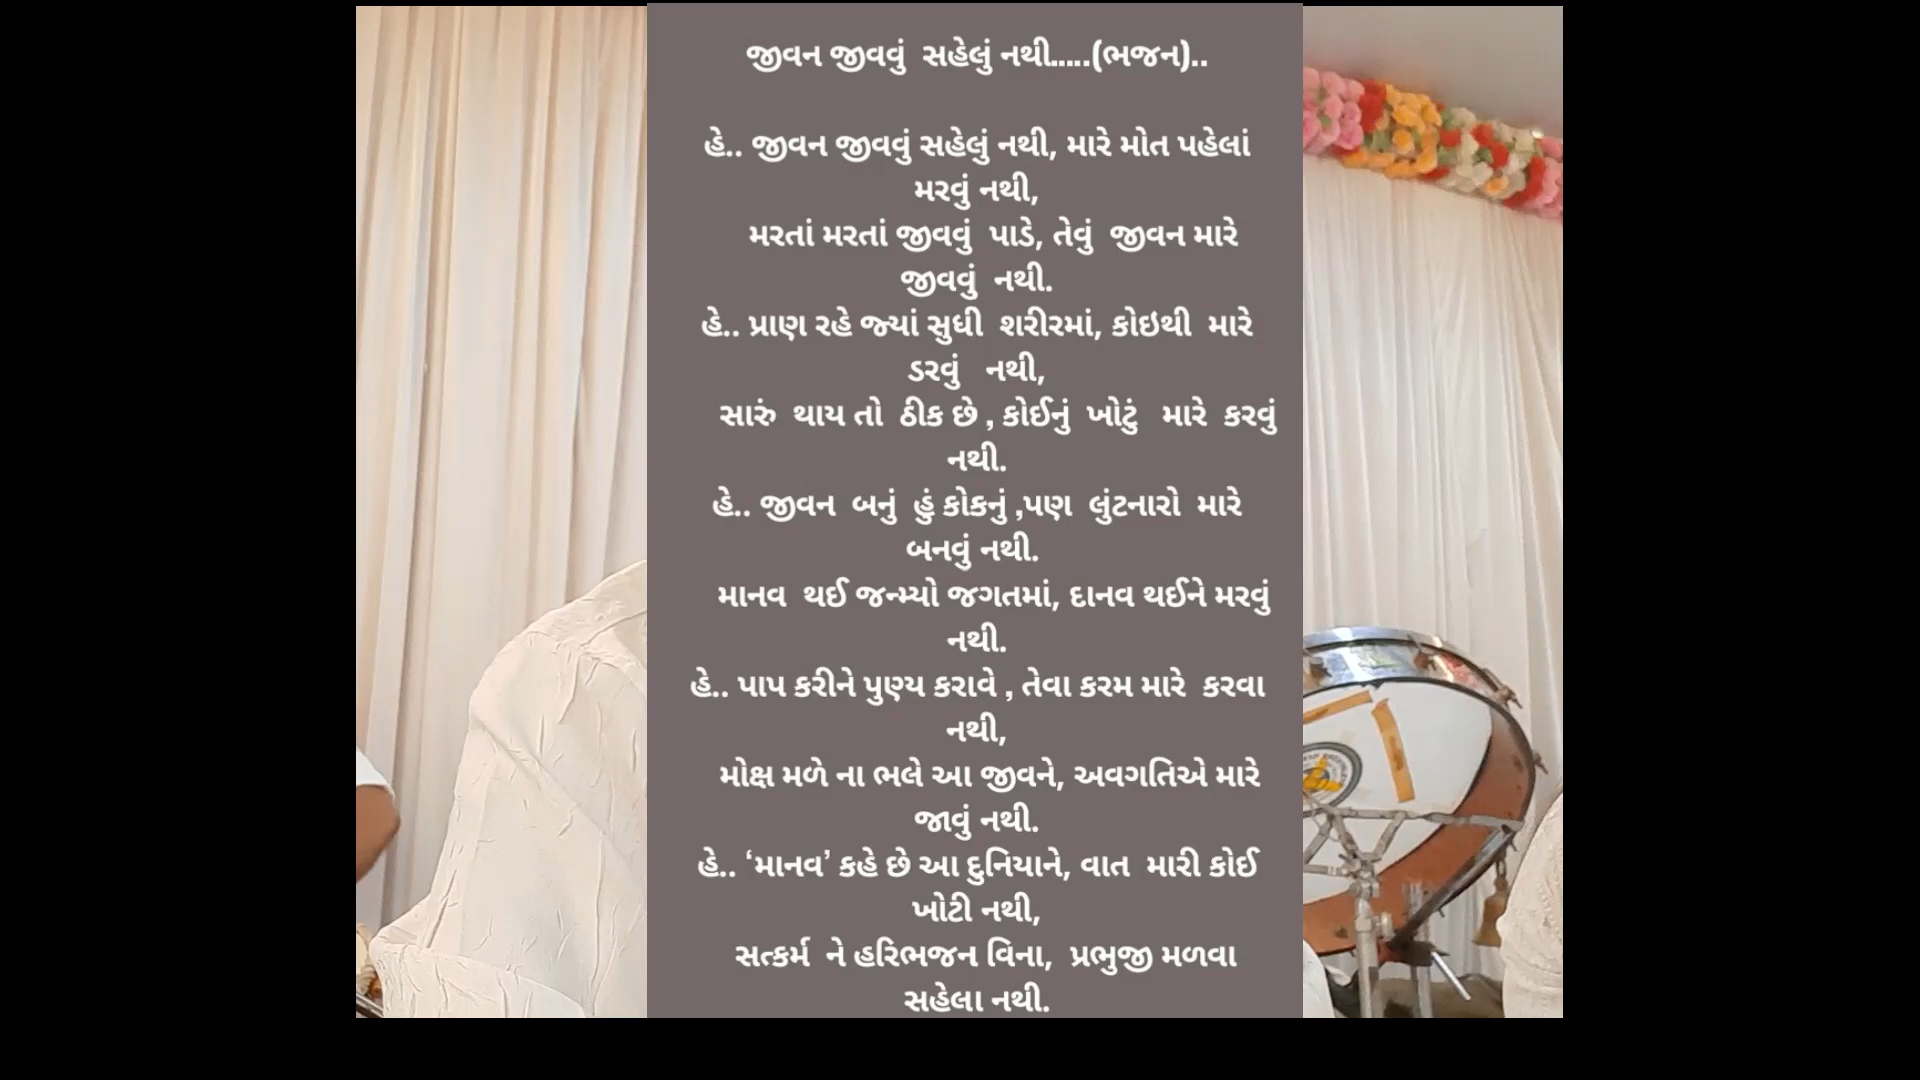 જીવન જીવવું  સહેલું નથી.....(ભજન)..
હે.. જીવન જીવવું સહેલું નથી, મારે મોત પહેલાં
મરવું નથી,
મરતાં મરતાં જીવવું  પાડે, તેવું  જીવન મારે
જીવવું  નથી.
હે.. પ્રાણ રહે જ્યાં સુધી  શરીરમાં, કોઇથી  મારે
ડરવું   નથી,
સારું  થાય તો  ઠીક છે , કોઈનું  ખોટું   મારે  કરવું
નથી.
હે.. જીવન  બનું  હું કોકનું ,પણ  લુંટનારો  મારે
બનવું નથી.
માનવ  થઈ જન્મ્યો જગતમાં, દાનવ થઈને મરવું
નથી.
હે.. પાપ કરીને પુણ્ય કરાવે , તેવા કરમ મારે  કરવા
નથી,
મોક્ષ મળે ના ભલે આ જીવને, અવગતિએ મારે
જાવું નથી.
હે.. ‘માનવ’ કહે છે આ દુનિયાને, વાત  મારી કોઈ
ખોટી નથી,
સત્કર્મ  ને હરિભજન વિના,  પ્રભુજી મળવા
સહેલા નથી.